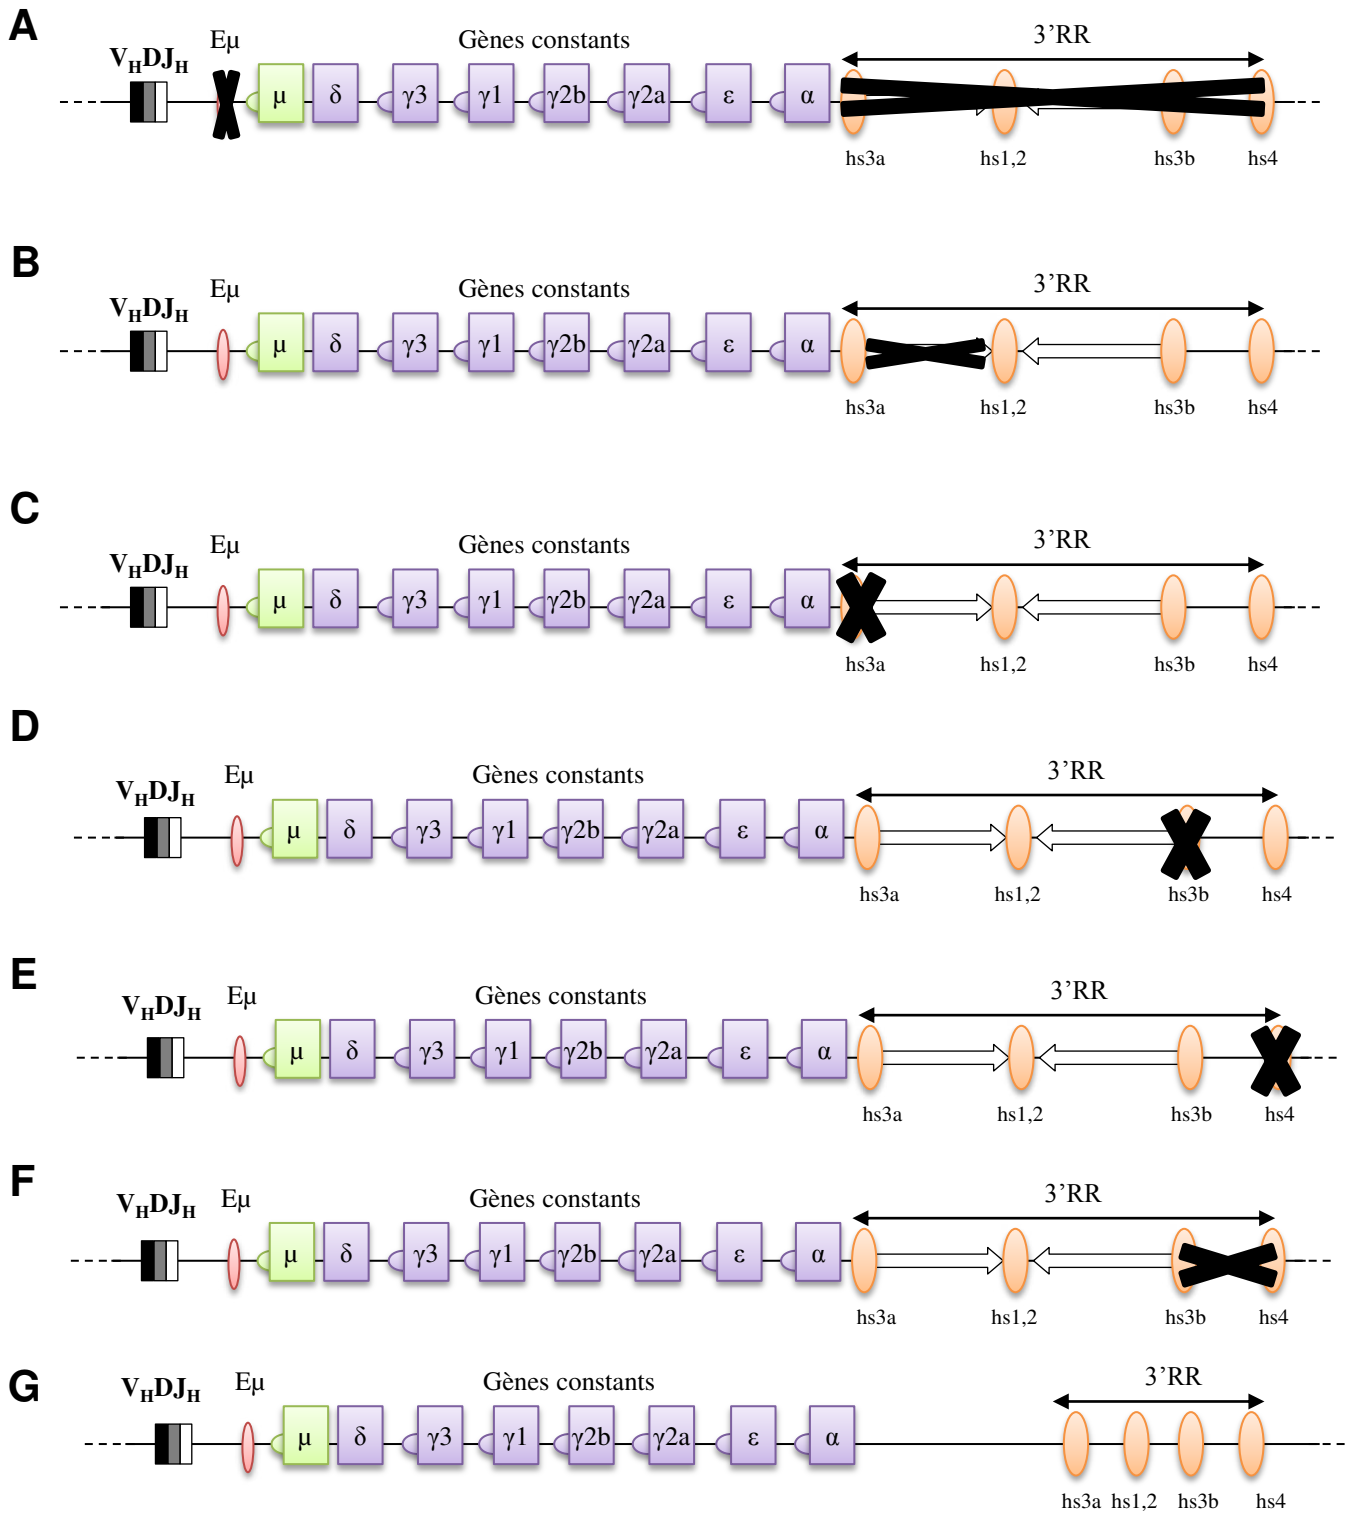 A
Eμ Gènes constants 3’RR
VHDJH
μ δ γ3 γ1 γ2b γ2a ε α
hs3a hs1,2 hs3b hs4
B
Eμ Gènes constants 3’RR
VHDJH
μ δ γ3 γ1 γ2b γ2a ε α
hs3a hs1,2 hs3b hs4
C
Eμ Gènes constants 3’RR
VHDJH
μ δ γ3 γ1 γ2b γ2a ε α
hs3a hs1,2 hs3b hs4
D
Eμ Gènes constants 3’RR
VHDJH
μ δ γ3 γ1 γ2b γ2a ε α
hs3a hs1,2 hs3b hs4
E
Eμ Gènes constants 3’RR
VHDJH
μ δ γ3 γ1 γ2b γ2a ε α
hs3a hs1,2 hs3b hs4
F
Eμ Gènes constants 3’RR
VHDJH
μ δ γ3 γ1 γ2b γ2a ε α
hs3a hs1,2 hs3b hs4
G
VHDJH Eμ Gènes constants 3’RR
μ δ γ3 γ1 γ2b γ2a ε α
hs3a hs1,2 hs3b hs4